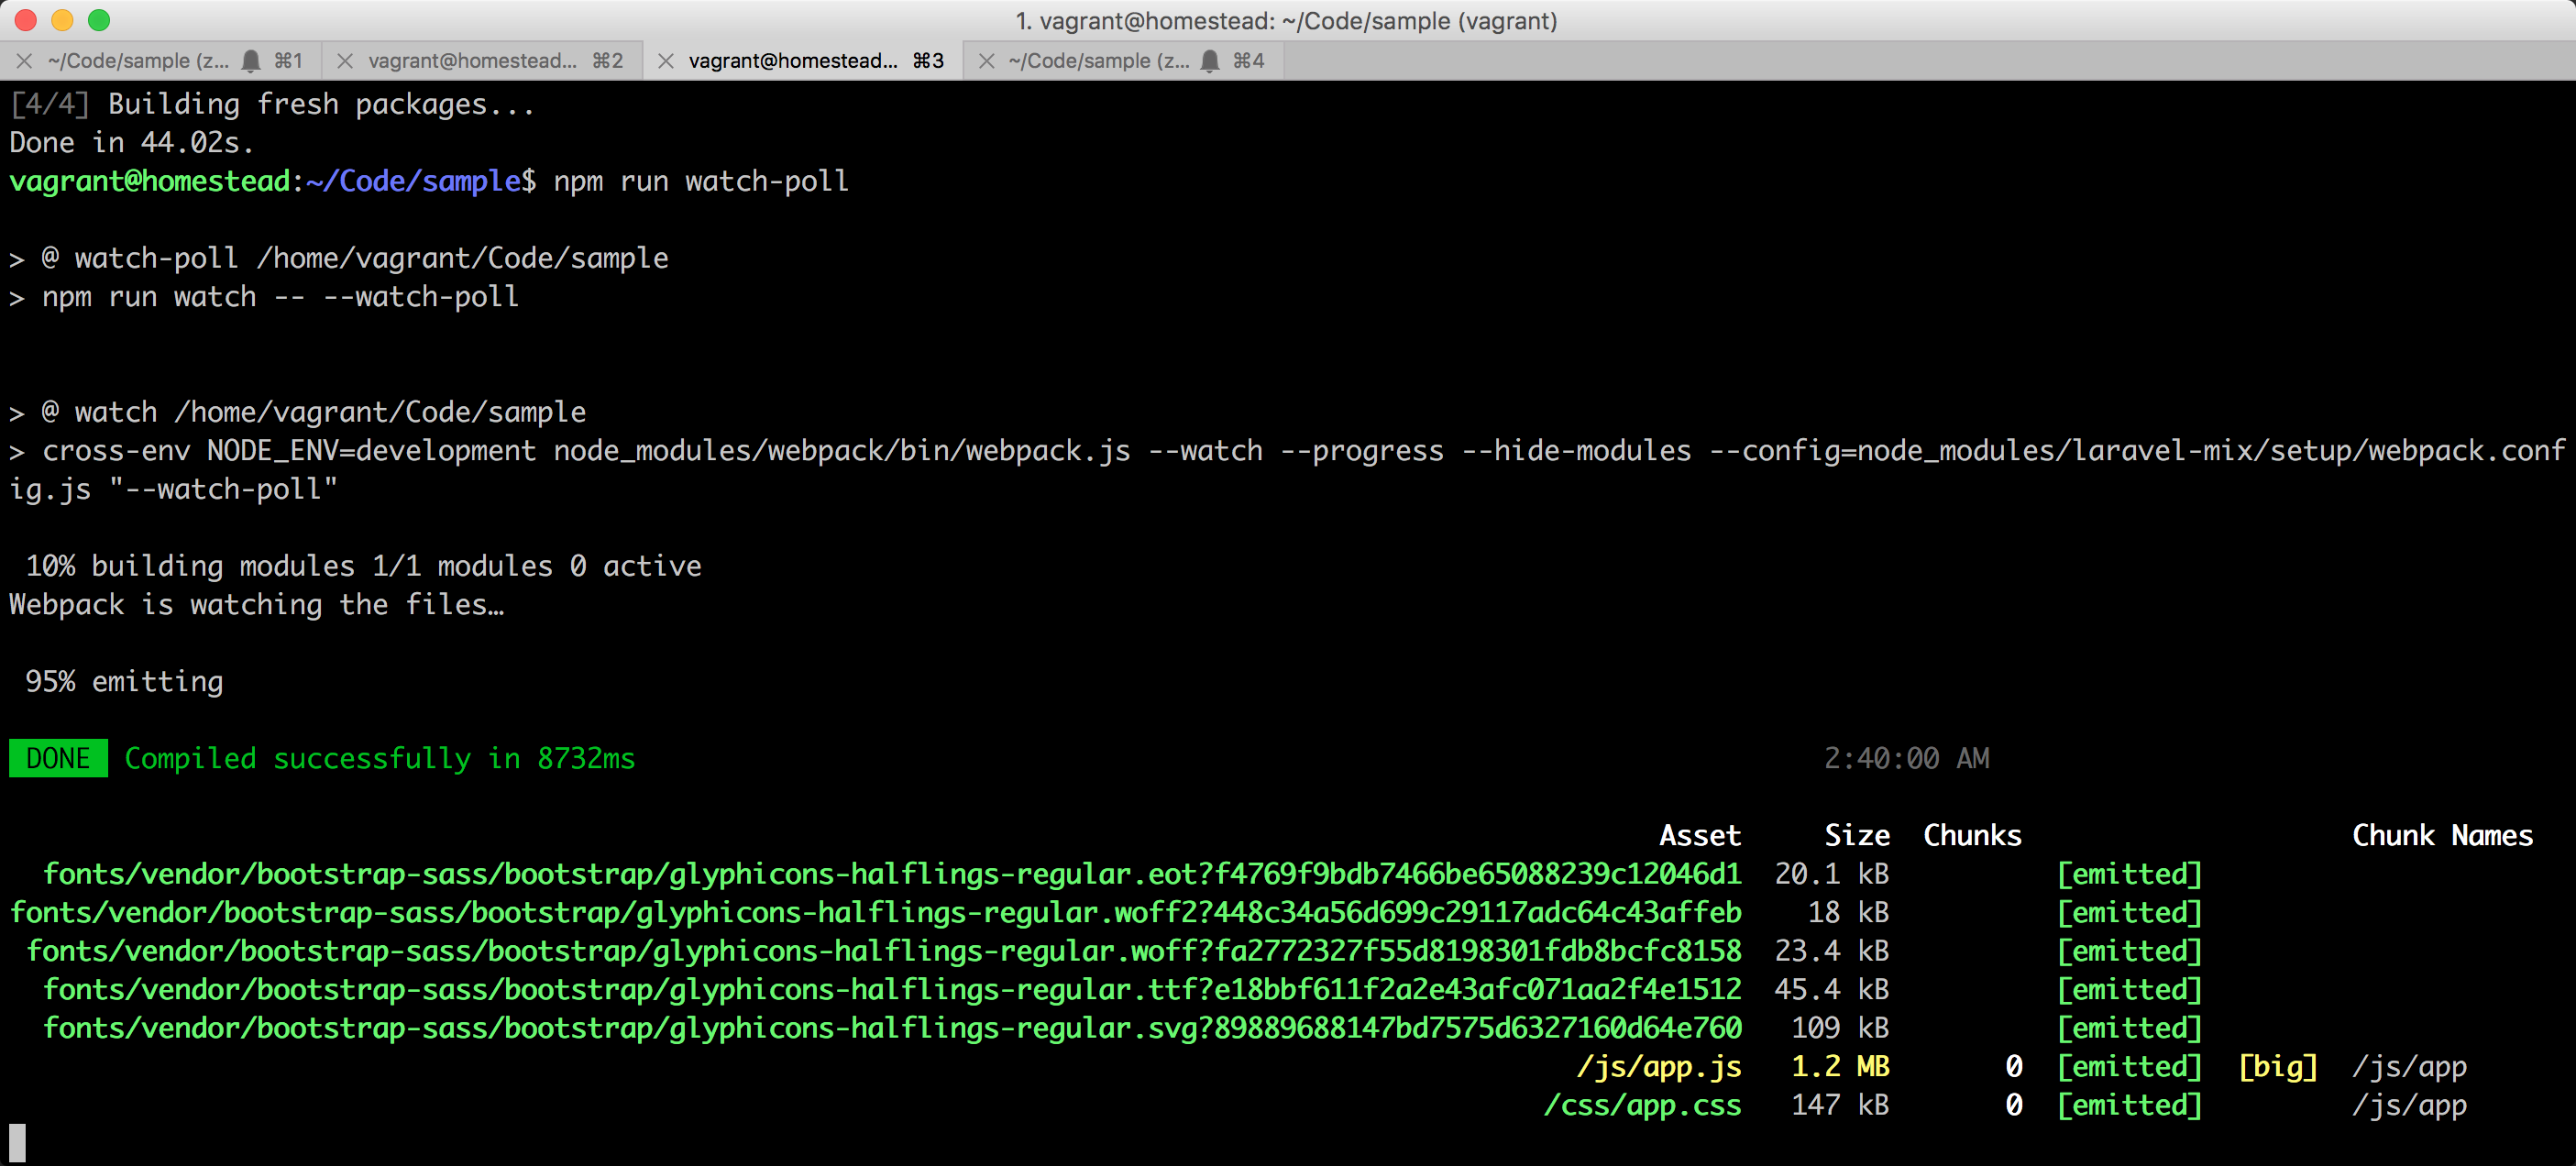 1. vagrant@homestead: ~/Code/sample (vagrant)
~/Code/sample (z... ⌘1 vagrant@homestead... ⌘2 vagrant@homestead... ⌘3 ~/Code/sample (z... ⌘4
[4/4] Building fresh packages...
Done in 44.02s.
vagrant@homestead:~/Code/sample$ npm run watch-poll
> @ watch-poll /home/vagrant/Code/sample
> npm run watch -- --watch-poll
> @ watch /home/vagrant/Code/sample
> cross-env NODE_ENV=development node_modules/webpack/bin/webpack.js --watch --progress --hide-modules --config=node_modules/laravel-mix/setup/webpack.conf
ig.js "--watch-poll"
10% building modules 1/1 modules 0 active
Webpack is watching the files…
95% emitting
DONE Compiled successfully in 8732ms 2:40:00 AM
Asset Size Chunks Chunk Names
fonts/vendor/bootstrap-sass/bootstrap/glyphicons-halflings-regular.eot?f4769f9bdb7466be65088239c12046d1 20.1 kB [emitted]
fonts/vendor/bootstrap-sass/bootstrap/glyphicons-halflings-regular.woff2?448c34a56d699c29117adc64c43affeb 18 kB [emitted]
fonts/vendor/bootstrap-sass/bootstrap/glyphicons-halflings-regular.woff?fa2772327f55d8198301fdb8bcfc8158 23.4 kB [emitted]
fonts/vendor/bootstrap-sass/bootstrap/glyphicons-halflings-regular.ttf?e18bbf611f2a2e43afc071aa2f4e1512 45.4 kB [emitted]
fonts/vendor/bootstrap-sass/bootstrap/glyphicons-halflings-regular.svg?89889688147bd7575d6327160d64e760 109 kB [emitted]
/js/app.js 1.2 MB 0 [emitted] [big] /js/app
/css/app.css 147 kB 0 [emitted] /js/app